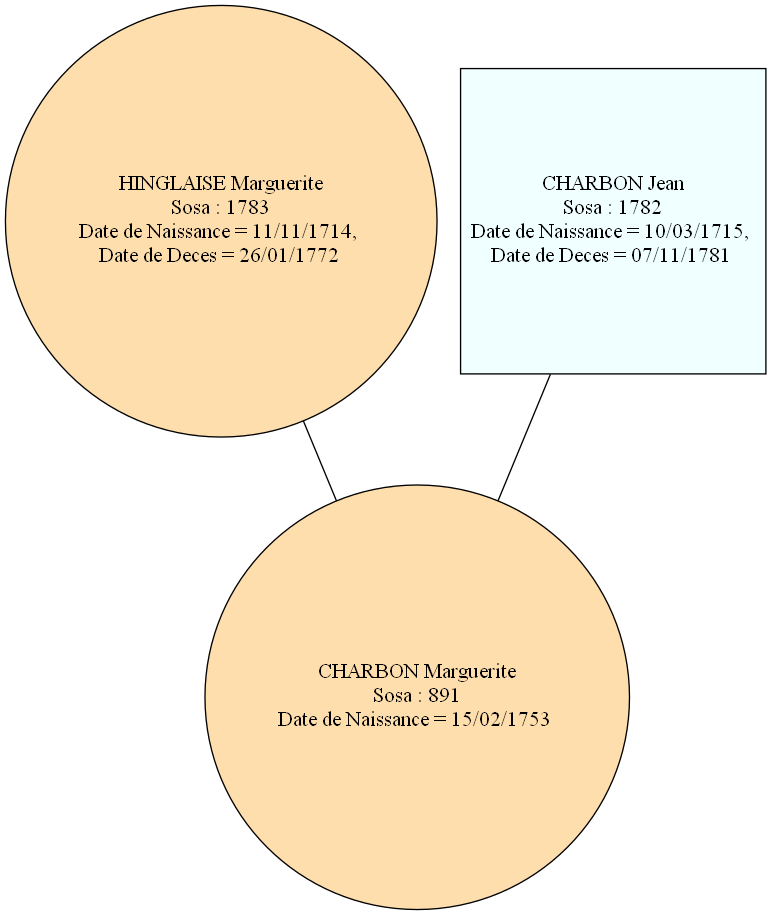 HINGLAISE Marguerite
Sosa : 1783
Date de Naissance = 11/11/1714,
Date de Deces = 26/01/1772
CHARBON Jean
Sosa : 1782
Date de Naissance = 10/03/1715,
Date de Deces = 07/11/1781
CHARBON Marguerite
Sosa : 891
Date de Naissance = 15/02/1753